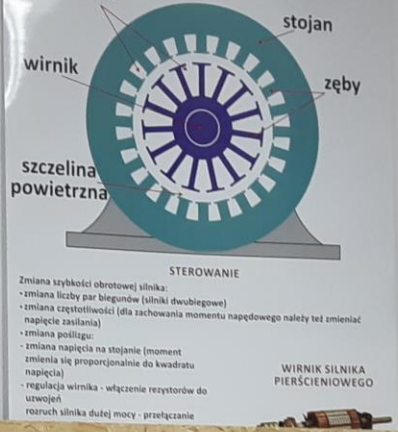 stojan
wirnik
zęby
szczelina
powietrzna
STEROWANIE
Zmiana szybkości obrotowej silnika:
• zmiana liczby par biegunów (silniki dwubiegowe)
• zmiana częstotliwości (dla zachowania momentu napędowego należy też zmieniać
napięcie zasilania)
• zmiana poślizgu:
- zmiana napięcia na stojanie (moment
zmienia się proporcjonalnie do kwadratu
napięcia)
- regulacja wirnika - włączenie rezystorów do
uzwojeń
rozruch silnika dużej mocy - przełączanie
WIRNIK SILNIKA
PIERŚCIENIOWEGO